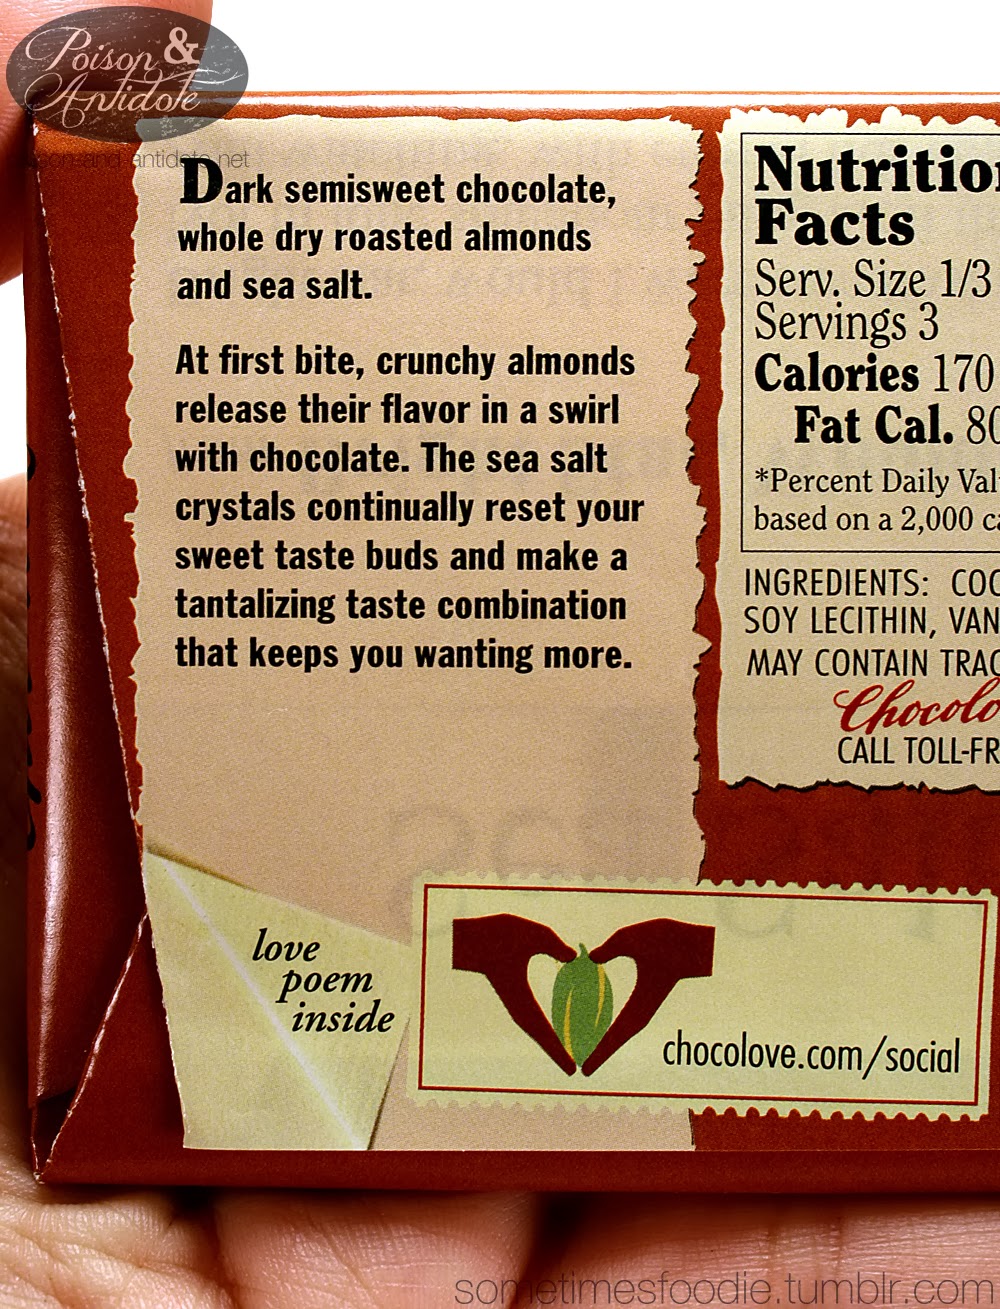 Poison &
Antidote
Dark semisweet chocolate,
whole dry roasted almonds
and sea salt.
At first bite, crunchy almonds
release their flavor in a swirl
with chocolate. The sea salt
crystals continually reset your
sweet taste buds and make a
tantalizing taste combination
that keeps you wanting more.
love
poem
inside
chocolove.com/social
Nutrition
Facts
Serv. Size 1/3
Servings 3
Calories 170
Fat Cal. 80
*Percent Daily
based on a 2,000
INGREDIENTS:
SOY LECITHIN,
MAY CONTAIN
CALL
sometimesfoodie.tumblr.com